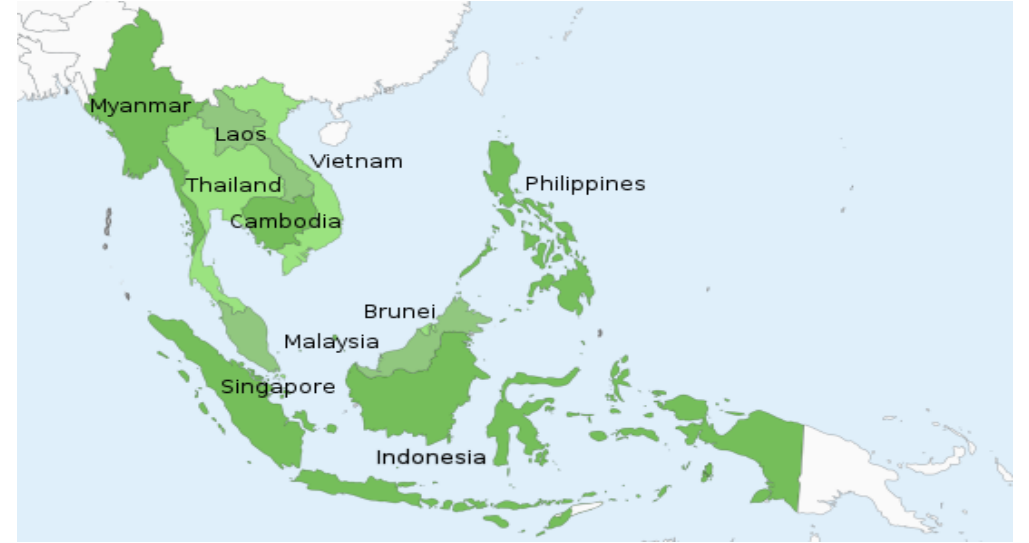 Myanmar
Laos
Vietnam
Thailand
Philippines
Cambodia
Brunei
Malaysia
Singapore
Indonesia